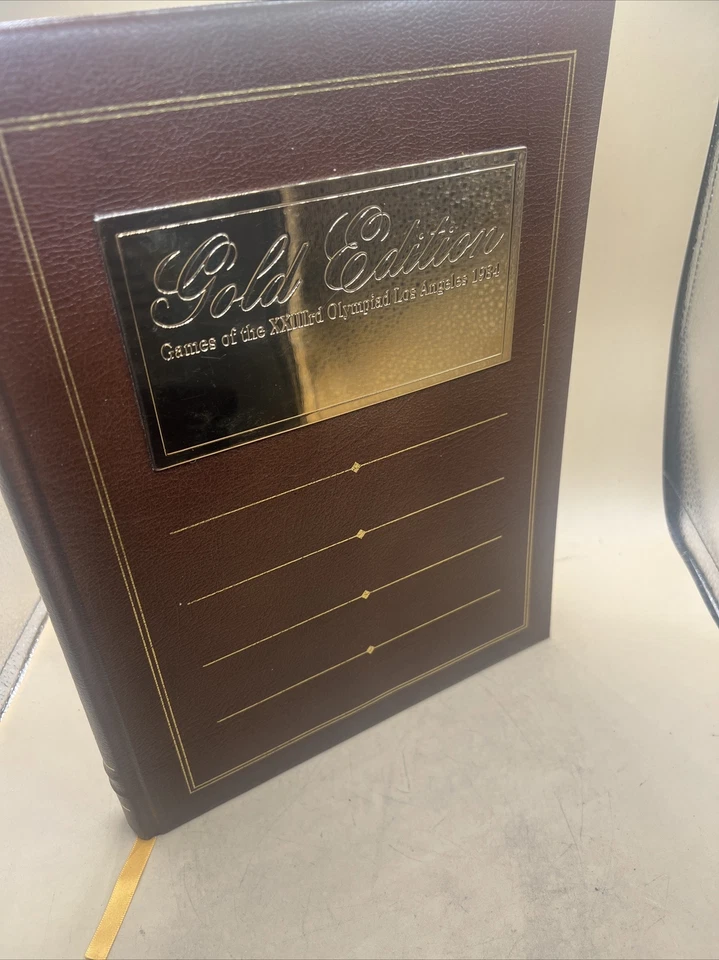 Gold Edition
Games of the XXIIIrd Olympiad Los Angeles 1984